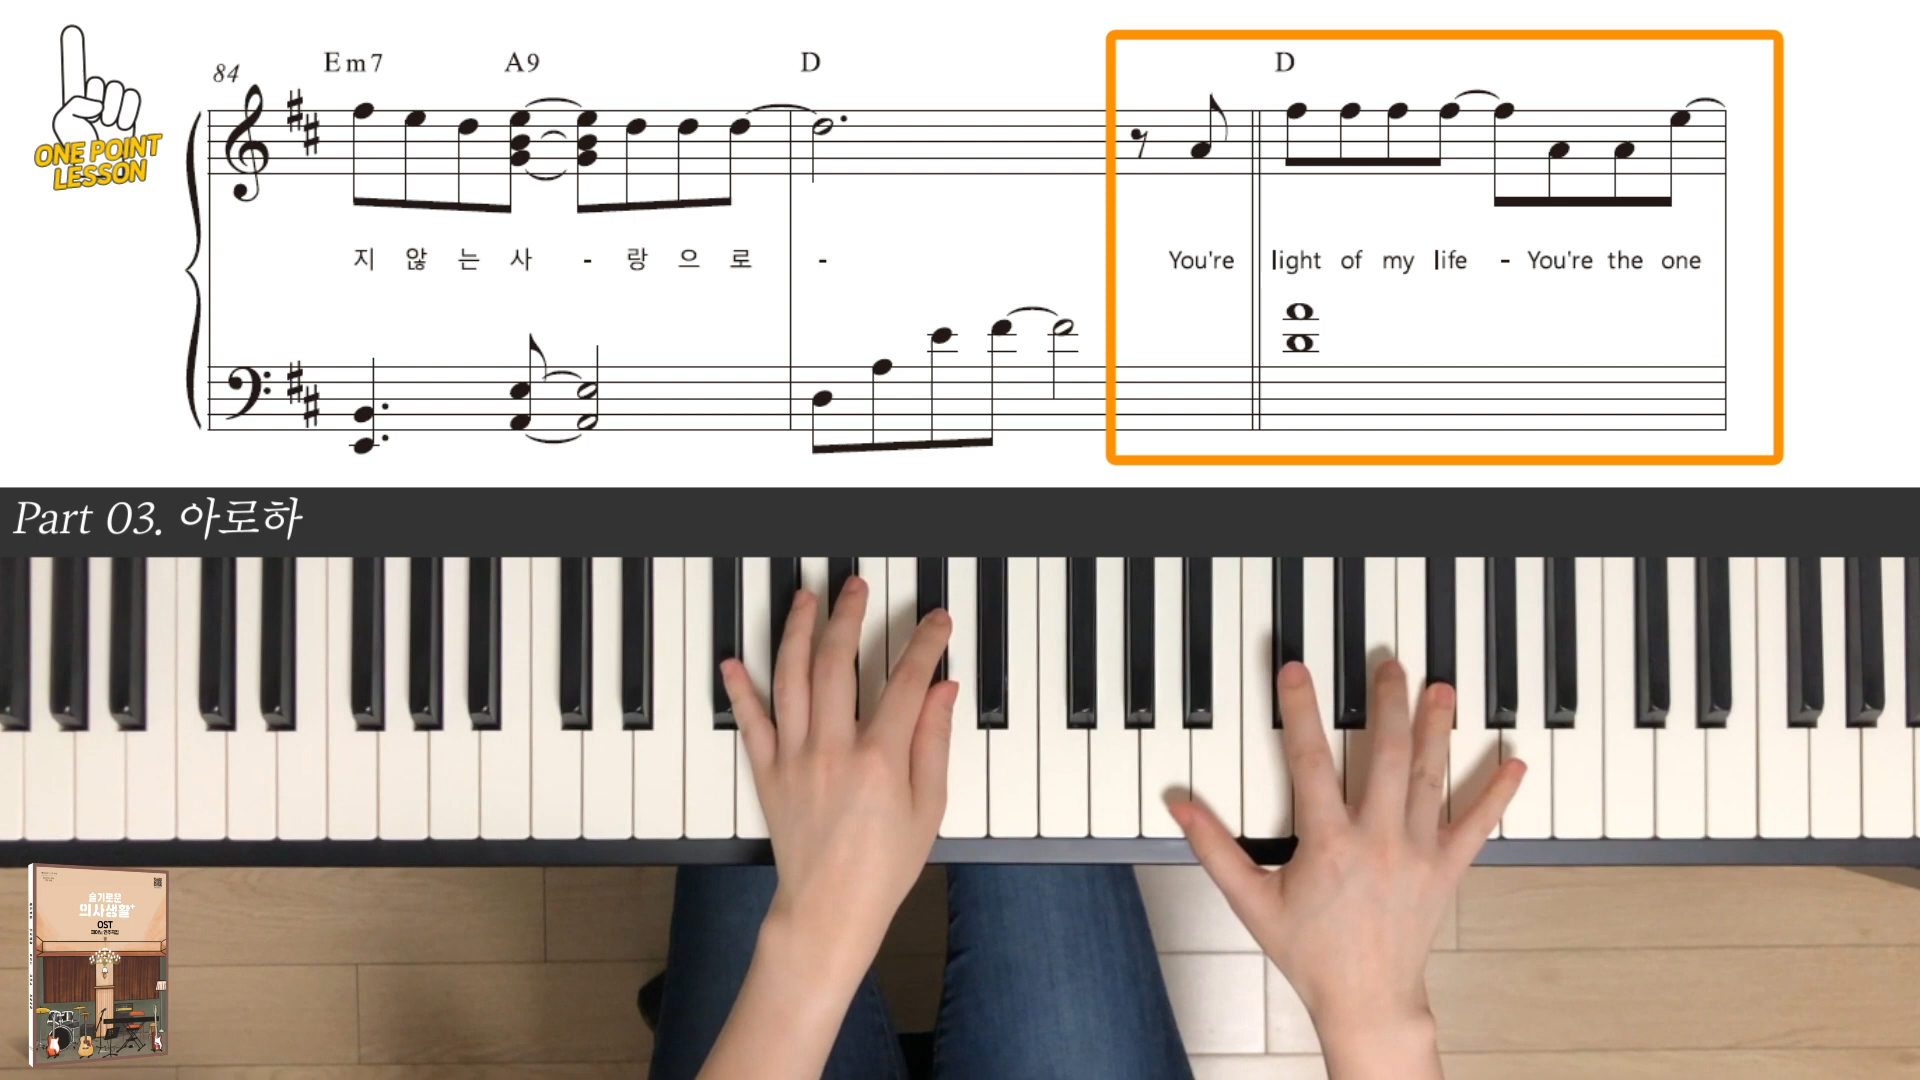 84 Em7 A9 D D
ONE POINT
LESSON
지 않는 사 - 랑으로 - You're light of my life - You're the one
Part 03. 아로하
슬기로운
의사생활+
OST